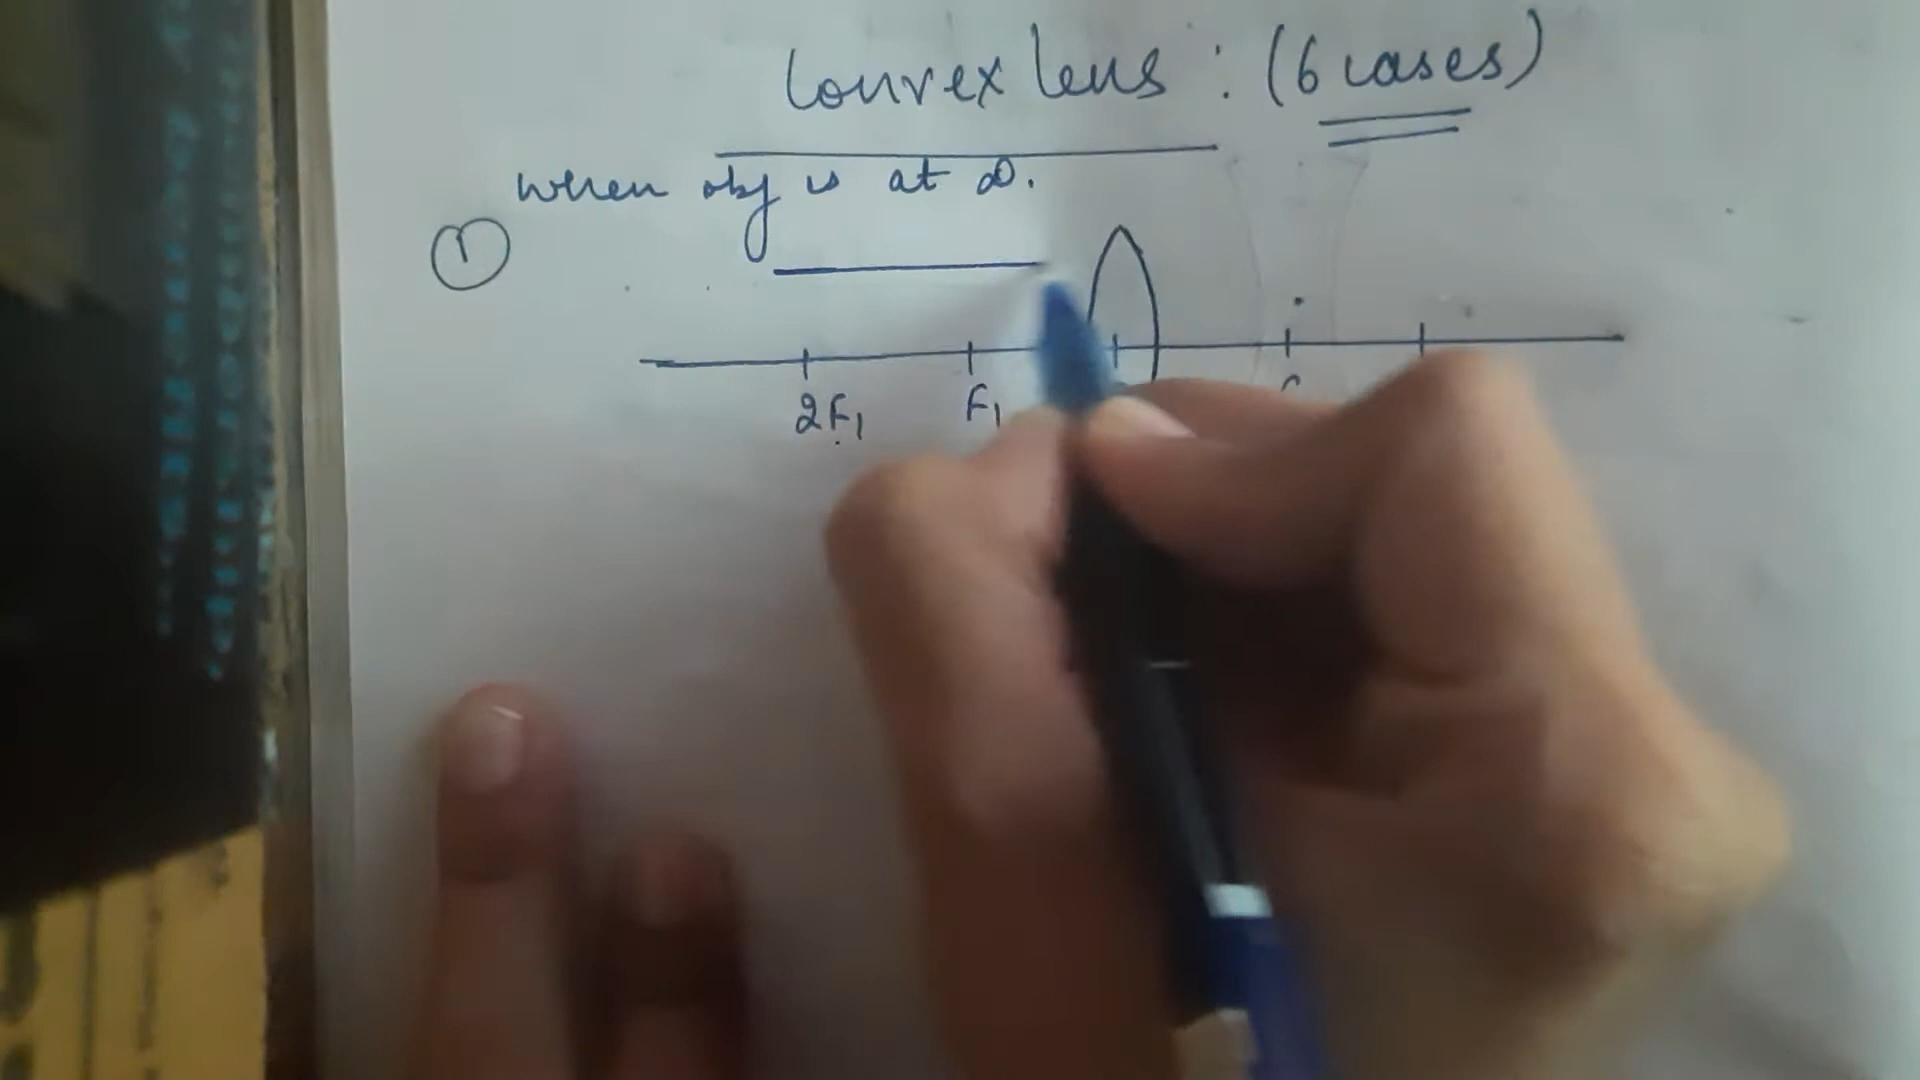 Convex lens : (6 cases)
when obj is at ∞.
1
2F1 F1